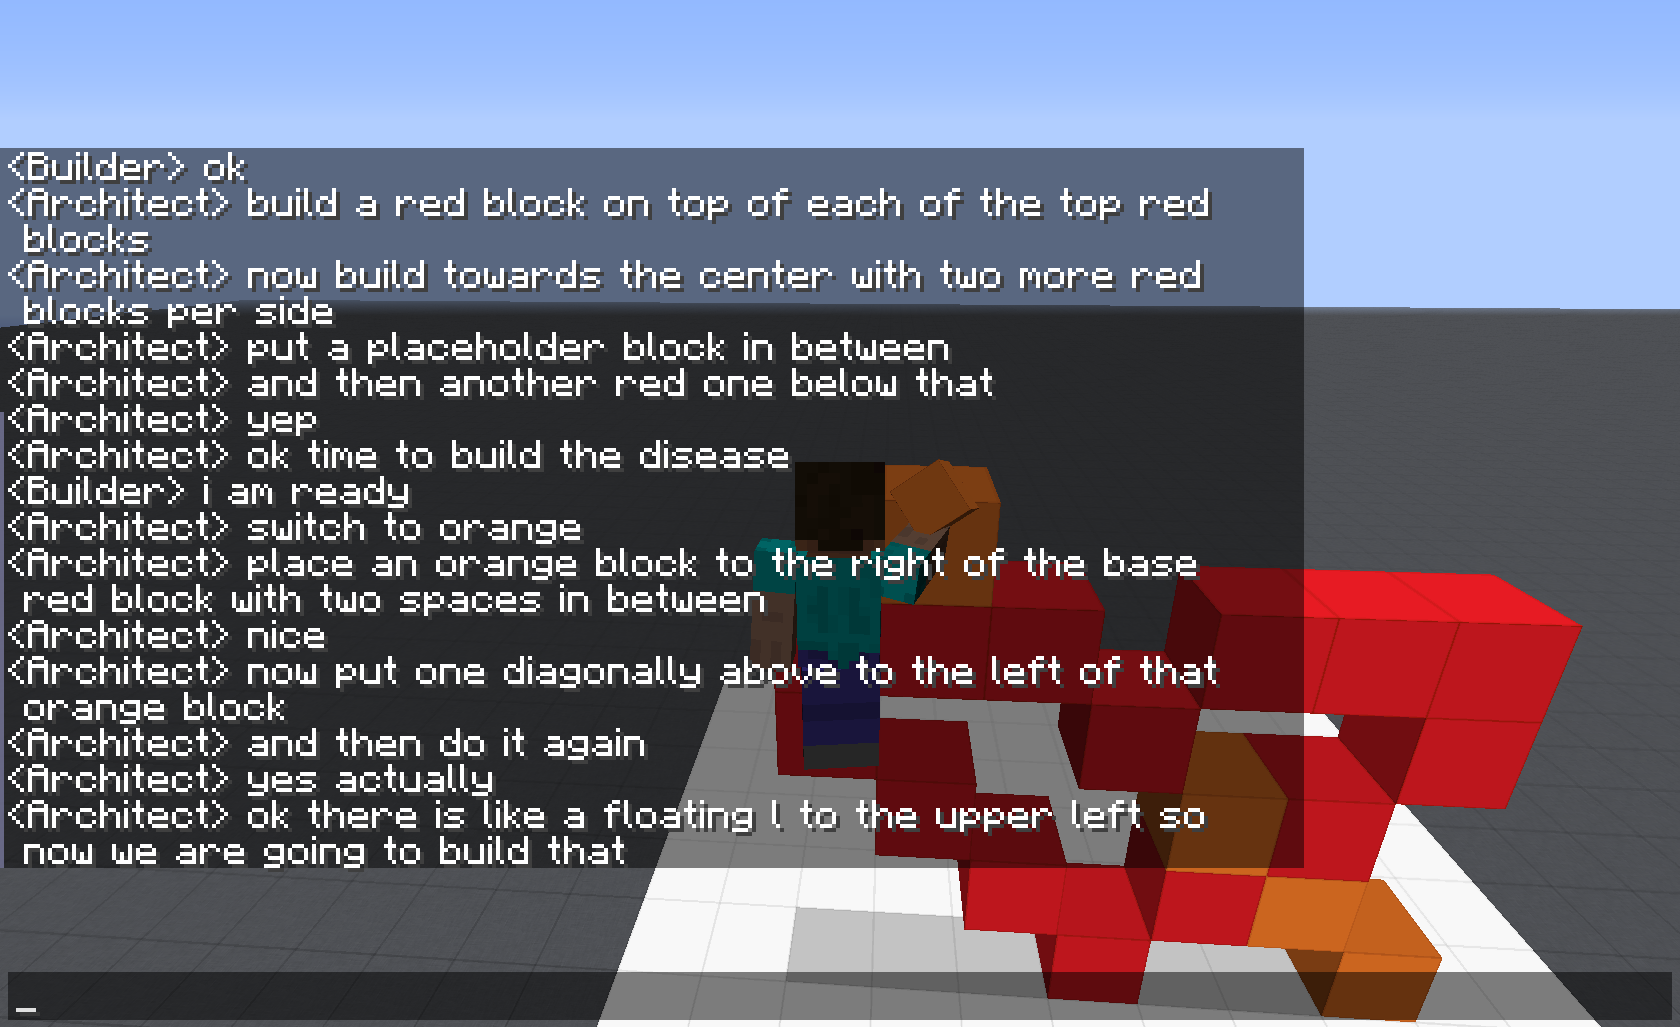 <Builder> ok
<Architect> build a red block on top of each of the top red
blocks
<Architect> now build towards the center with two more red
blocks per side
<Architect> put a placeholder block in between
<Architect> and then another red one below that
<Architect> yep
<Architect> ok time to build the disease
<Builder> i am ready
<Architect> switch to orange
<Architect> place an orange block to the right of the base
red block with two spaces in between
<Architect> nice
<Architect> now put one diagonally above to the left of that
orange block
<Architect> and then do it again
<Architect> yes actually
<Architect> ok there is like a floating l to the upper left so
now we are going to build that
_